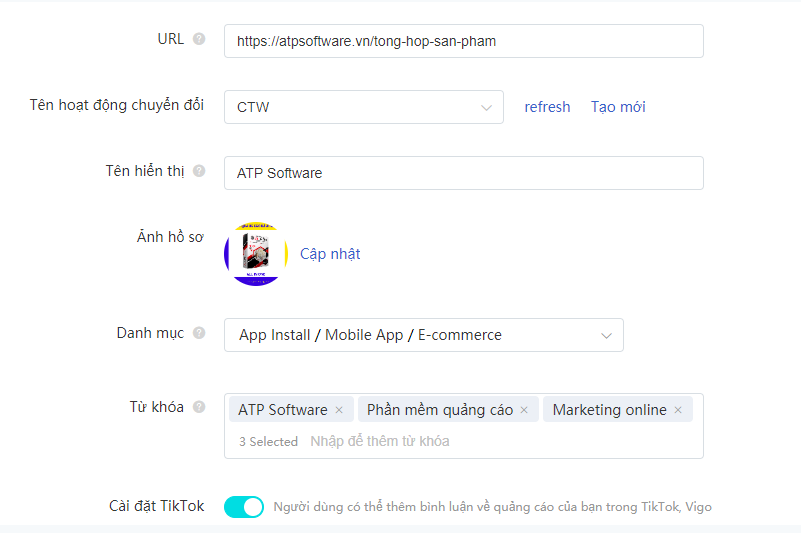 URL https://atpsoftware.vn/tong-hop-san-pham
Tên hoạt động chuyển đổi CTW refresh Tạo mới
Tên hiển thị ATP Software
Ảnh hồ sơ Cập nhật
Danh mục App Install / Mobile App / E-commerce
Từ khóa ATP Software × Phần mềm quảng cáo × Marketing online ×
3 Selected Nhập để thêm từ khóa
Cài đặt TikTok Người dùng có thể thêm bình luận về quảng cáo của bạn trong TikTok, Vigo